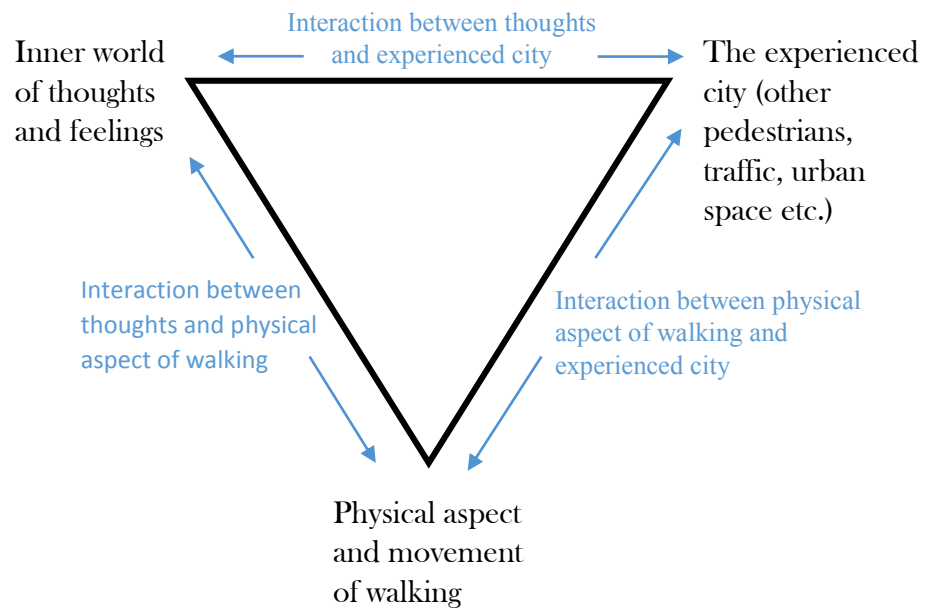 Interaction between thoughts
and experienced city
Inner world
of thoughts
and feelings
The experienced
city (other
pedestrians,
traffic, urban
space etc.)
Interaction between
thoughts and physical
aspect of walking
Interaction between physical
aspect of walking and
experienced city
Physical aspect
and movement
of walking